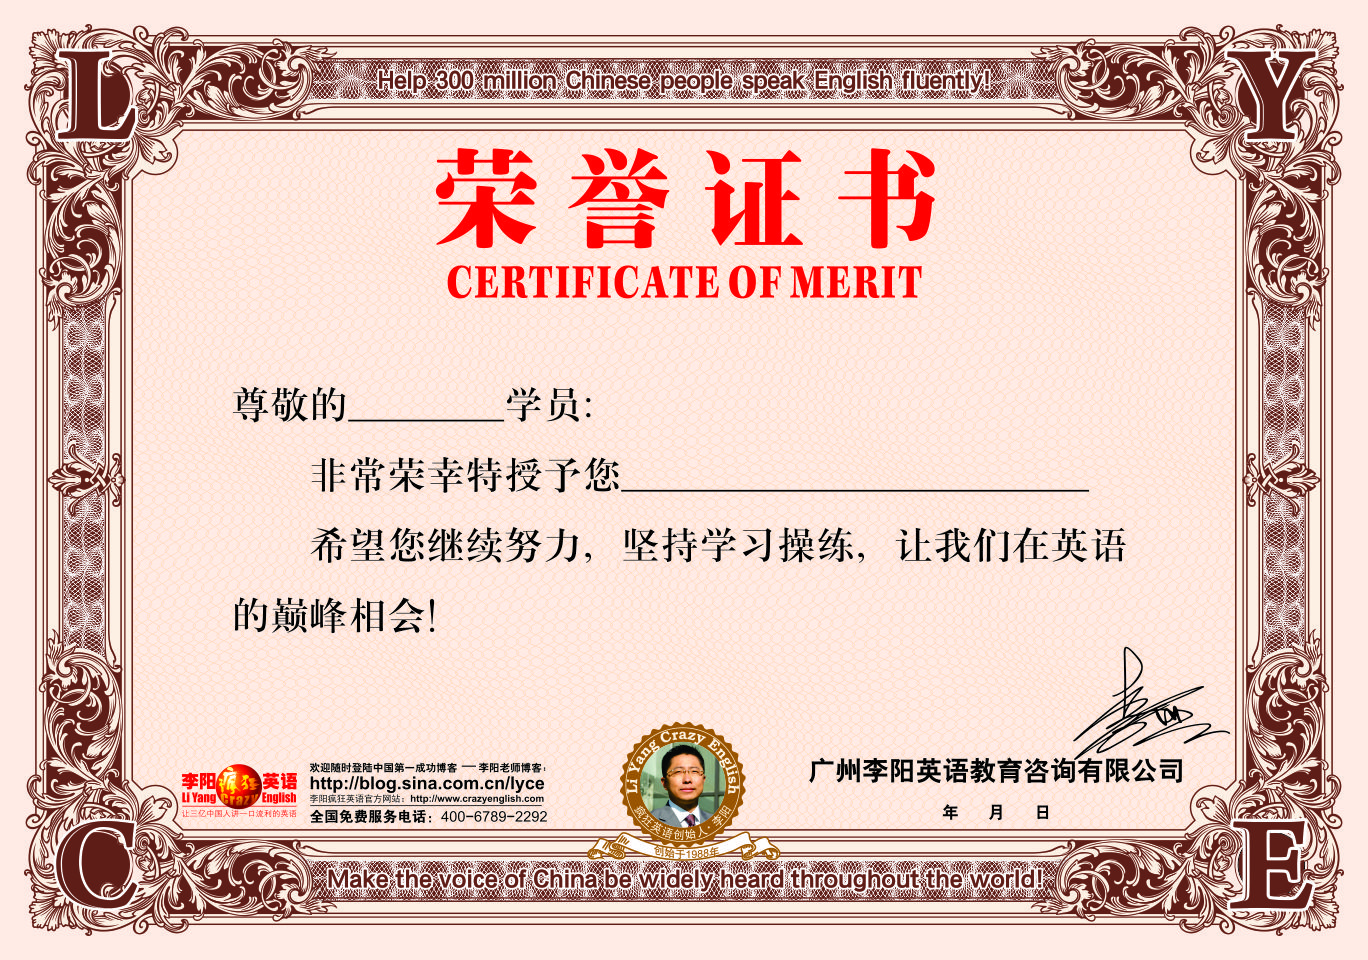 L
Y
Help 300 million Chinese people speak English fluently!
荣誉证书
CERTIFICATE OF MERIT
尊敬的________学员:
非常荣幸特授予您________________________
希望您继续努力，坚持学习操练，让我们在英语
的巅峰相会!
李阳疯狂英语
Li Yang Crazy English
让三亿中国人讲一口流利的英语
欢迎随时登陆中国第一成功博客 — 李阳老师博客:
http://blog.sina.com.cn/lyce
李阳疯狂英语官方网站: http://www.crazyenglish.com
全国免费服务电话: 400-6789-2292
Li Yang Crazy English
疯狂英语创始人·李阳
创始于1988年
广州李阳英语教育咨询有限公司
年 月 日
C
E
Make the voice of China be widely heard throughout the world!